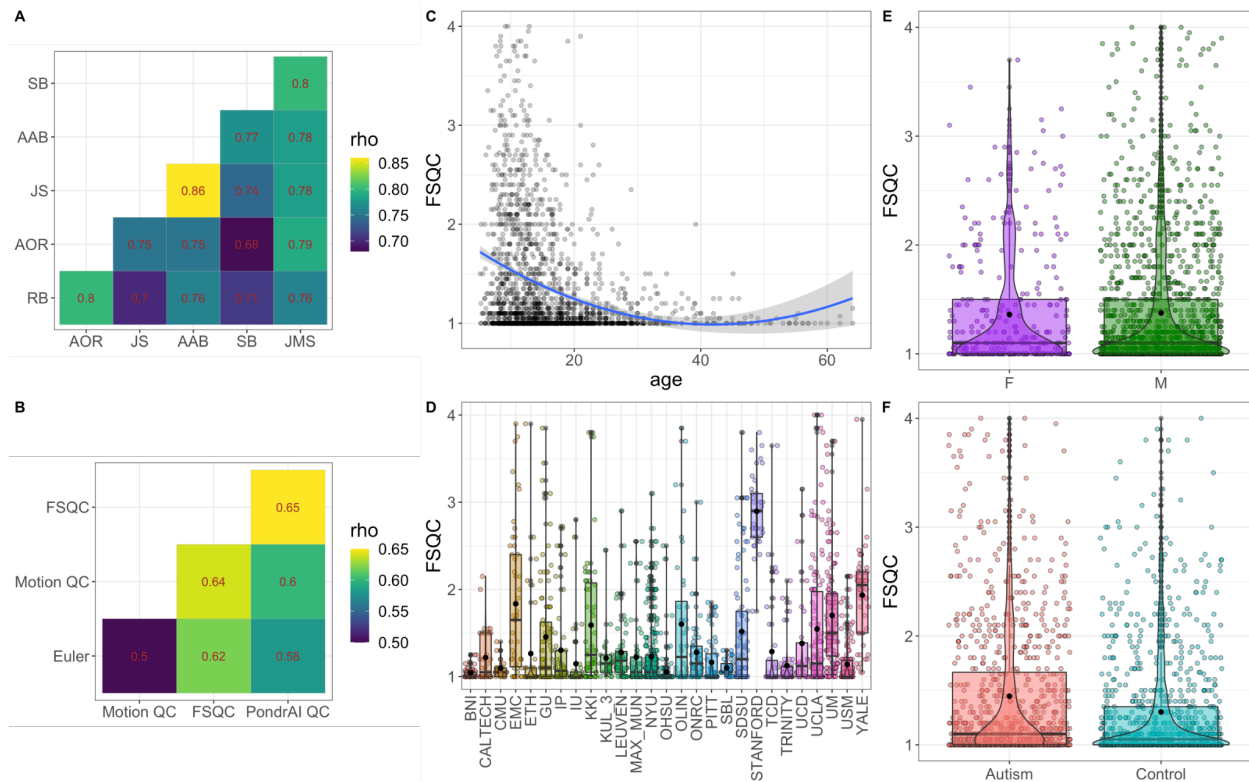 A
SB
0.8
AAB
0.77 0.78
JS
0.86 0.74 0.78
AOR
0.75 0.75 0.68 0.79
RB
0.8 0.7 0.76 0.71 0.76
AOR JS AAB SB JMS
rho
0.85
0.80
0.75
0.70
B
FSQC
0.65
Motion QC
0.64 0.6
Euler
0.5 0.62 0.58
Motion QC FSQC PondrAI QC
rho
0.65
0.60
0.55
0.50
C
FSQC
4
3
2
1
20 40 60
age
D
FSQC
4
3
2
1
BNI
CALTECH
CMU
EMC
ETH
GU
IP
IU
KKI
KUL_3
LEUVEN
MAX_MUN
NYU
OHSU
OLIN
ONRC
PITT
SBL
SDSU
STANFORD
TCD
TRINITY
UCD
UCLA
UM
USM
YALE
E
FSQC
4
3
2
1
F M
F
FSQC
4
3
2
1
Autism Control